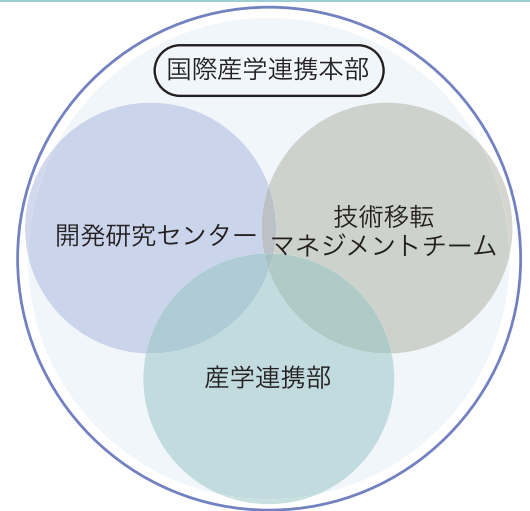 国際産学連携本部
開発研究センター
技術移転
マネジメントチーム
産学連携部